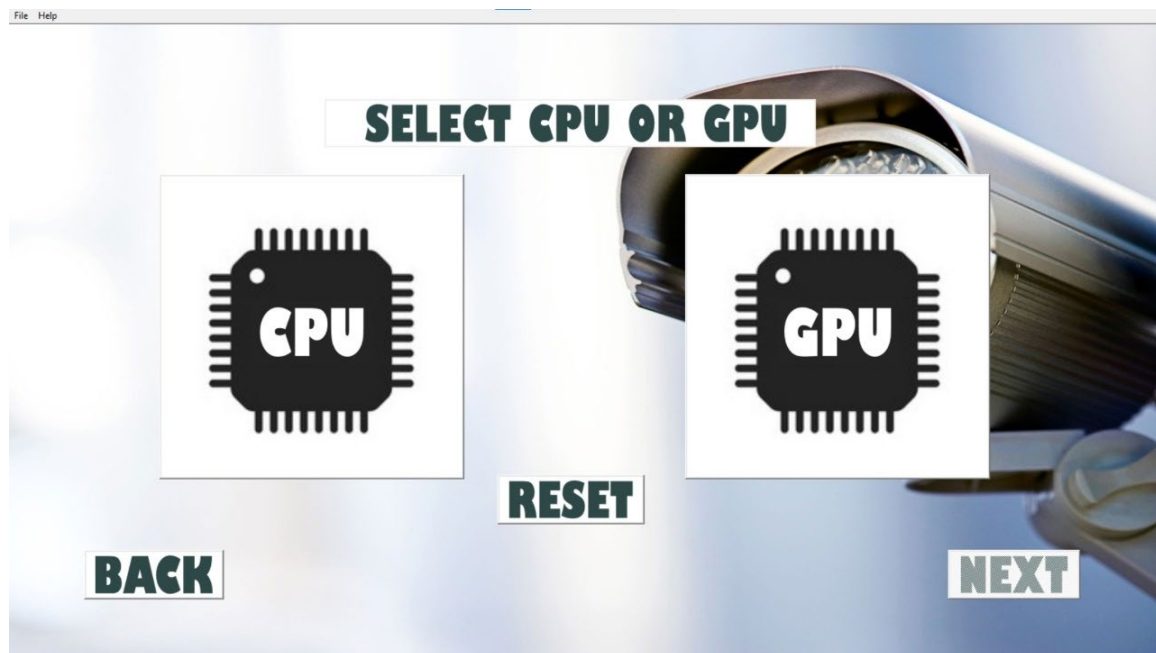 File Help
SELECT CPU OR GPU
CPU
GPU
RESET
BACK
NEXT